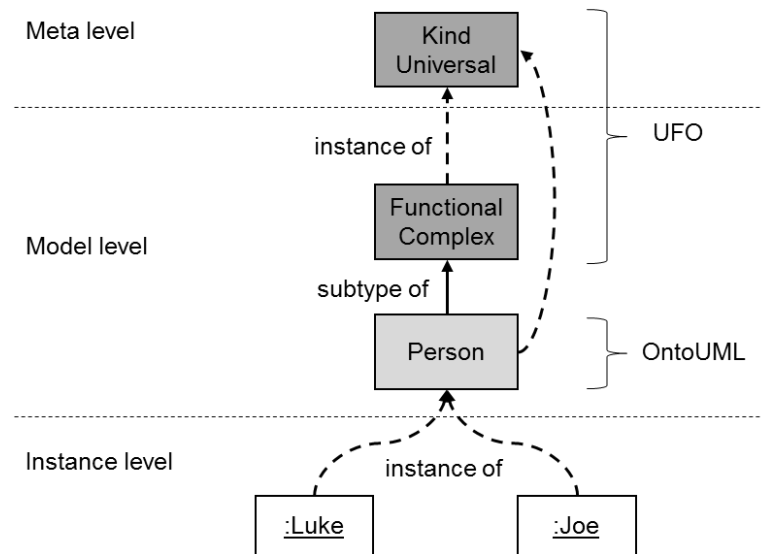 Meta level
Kind
Universal
instance of
UFO
Functional
Complex
Model level
subtype of
Person
OntoUML
Instance level
instance of
:Luke
:Joe